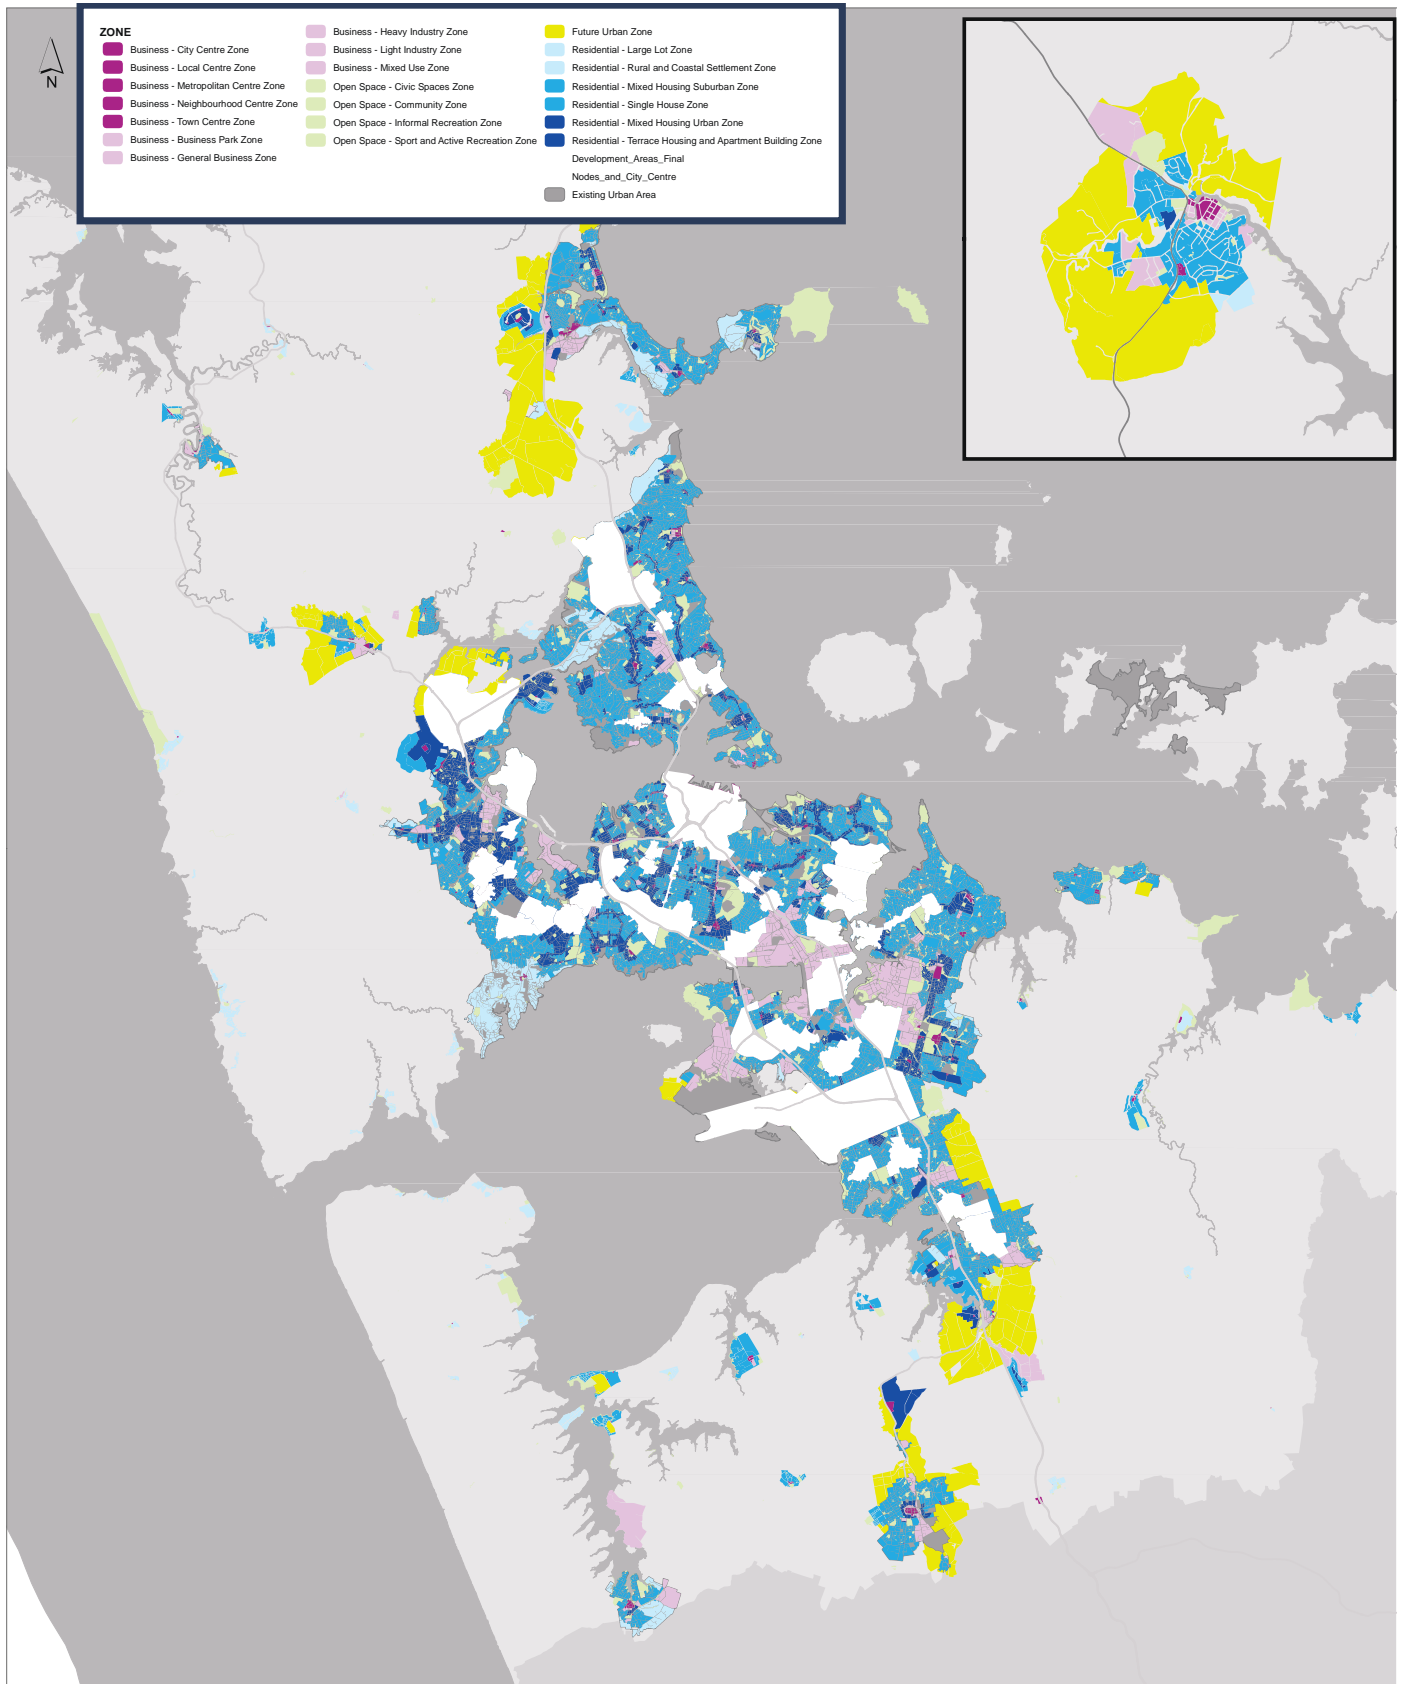 N
ZONE
Business - City Centre Zone
Business - Local Centre Zone
Business - Metropolitan Centre Zone
Business - Neighbourhood Centre Zone
Business - Town Centre Zone
Business - Business Park Zone
Business - General Business Zone
Business - Heavy Industry Zone
Business - Light Industry Zone
Business - Mixed Use Zone
Open Space - Civic Spaces Zone
Open Space - Community Zone
Open Space - Informal Recreation Zone
Open Space - Sport and Active Recreation Zone
Future Urban Zone
Residential - Large Lot Zone
Residential - Rural and Coastal Settlement Zone
Residential - Mixed Housing Suburban Zone
Residential - Single House Zone
Residential - Mixed Housing Urban Zone
Residential - Terrace Housing and Apartment Building Zone
Development_Areas_Final
Nodes_and_City_Centre
Existing Urban Area